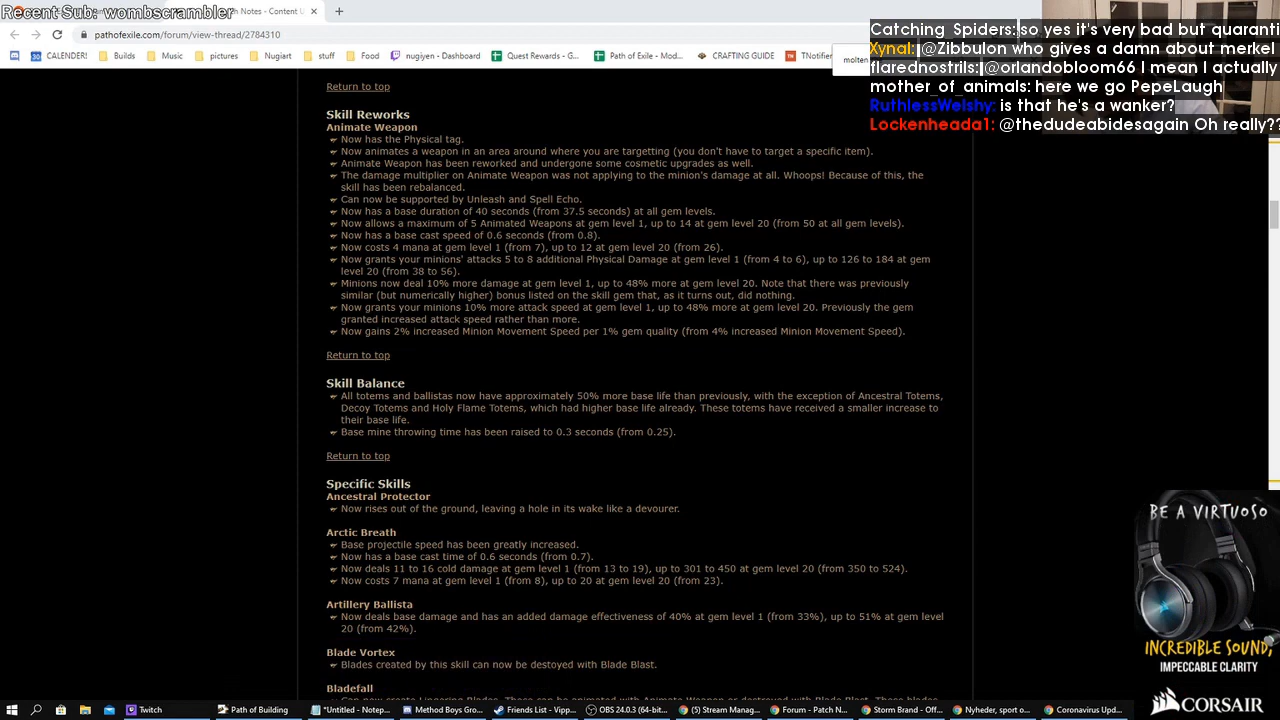 Recent Sub: wombscrambler
h Notes - Content U
pathofexile.com/forum/view-thread/2784310
CALENDER!
Builds
Music
pictures
Nugiart
stuff
Food
nugiyen - Dashboard
Quest Rewards - G...
Path of Exile - Mod...
CRAFTING GUIDE
TNotifier
molten
Catching_Spiders: so yes it's very bad but quaranti
Xynal: @Zibbulon who gives a damn about merkel
flarednostrils: @orlandobloom66 I mean I actually
mother_of_animals: here we go PepeLaugh
RuthlessWelshy: is that he's a wanker?
Lockenheada1: @thedudeabidesagain Oh really??
Return to top
Skill Reworks
Animate Weapon
Now has the Physical tag.
Now animates a weapon in an area around where you are targetting (you don't have to target a specific item).
Animate Weapon has been reworked and undergone some cosmetic upgrades as well.
The damage multiplier on Animate Weapon was not applying to the minion's damage at all. Whoops! Because of this, the
skill has been rebalanced.
Can now be supported by Unleash and Spell Echo.
Now has a base duration of 40 seconds (from 37.5 seconds) at all gem levels.
Now allows a maximum of 5 Animated Weapons at gem level 1, up to 14 at gem level 20 (from 50 at all gem levels).
Now has a base cast speed of 0.6 seconds (from 0.8).
Now costs 4 mana at gem level 1 (from 7), up to 12 at gem level 20 (from 26).
Now grants your minions' attacks 5 to 8 additional Physical Damage at gem level 1 (from 4 to 6), up to 126 to 184 at gem
level 20 (from 38 to 56).
Minions now deal 10% more damage at gem level 1, up to 48% more at gem level 20. Note that there was previously
similar (but numerically higher) bonus listed on the skill gem that, as it turns out, did nothing.
Now grants your minions 10% more attack speed at gem level 1, up to 48% more at gem level 20. Previously the gem
granted increased attack speed rather than more.
Now gains 2% increased Minion Movement Speed per 1% gem quality (from 4% increased Minion Movement Speed).
Return to top
Skill Balance
All totems and ballistas now have approximately 50% more base life than previously, with the exception of Ancestral Totems,
Decoy Totems and Holy Flame Totems, which had higher base life already. These totems have received a smaller increase to
their base life.
Base mine throwing time has been raised to 0.3 seconds (from 0.25).
Return to top
Specific Skills
Ancestral Protector
Now rises out of the ground, leaving a hole in its wake like a devourer.
Arctic Breath
Base projectile speed has been greatly increased.
Now has a base cast time of 0.6 seconds (from 0.7).
Now deals 11 to 16 cold damage at gem level 1 (from 13 to 19), up to 301 to 450 at gem level 20 (from 350 to 524).
Now costs 7 mana at gem level 1 (from 8), up to 20 at gem level 20 (from 23).
Artillery Ballista
Now deals base damage and has an added damage effectiveness of 40% at gem level 1 (from 33%), up to 51% at gem level
20 (from 42%).
Blade Vortex
Blades created by this skill can now be destoyed with Blade Blast.
Bladefall
Can now create Lingering Blades. These can be animated with Animate Weapon or destroyed with Blade Blast. These blades
BE A VIRTUOSO
INCREDIBLE SOUND,
IMPECCABLE CLARITY
CORSAIR
Twitch
Path of Building
*Untitled - Notep...
Method Boys Gro...
Friends List - Vipp...
OBS 24.0.3 (64-bit...
(5) Stream Manag...
Forum - Patch N...
Storm Brand - Off...
Nyheder, sport o...
Coronavirus Upd...